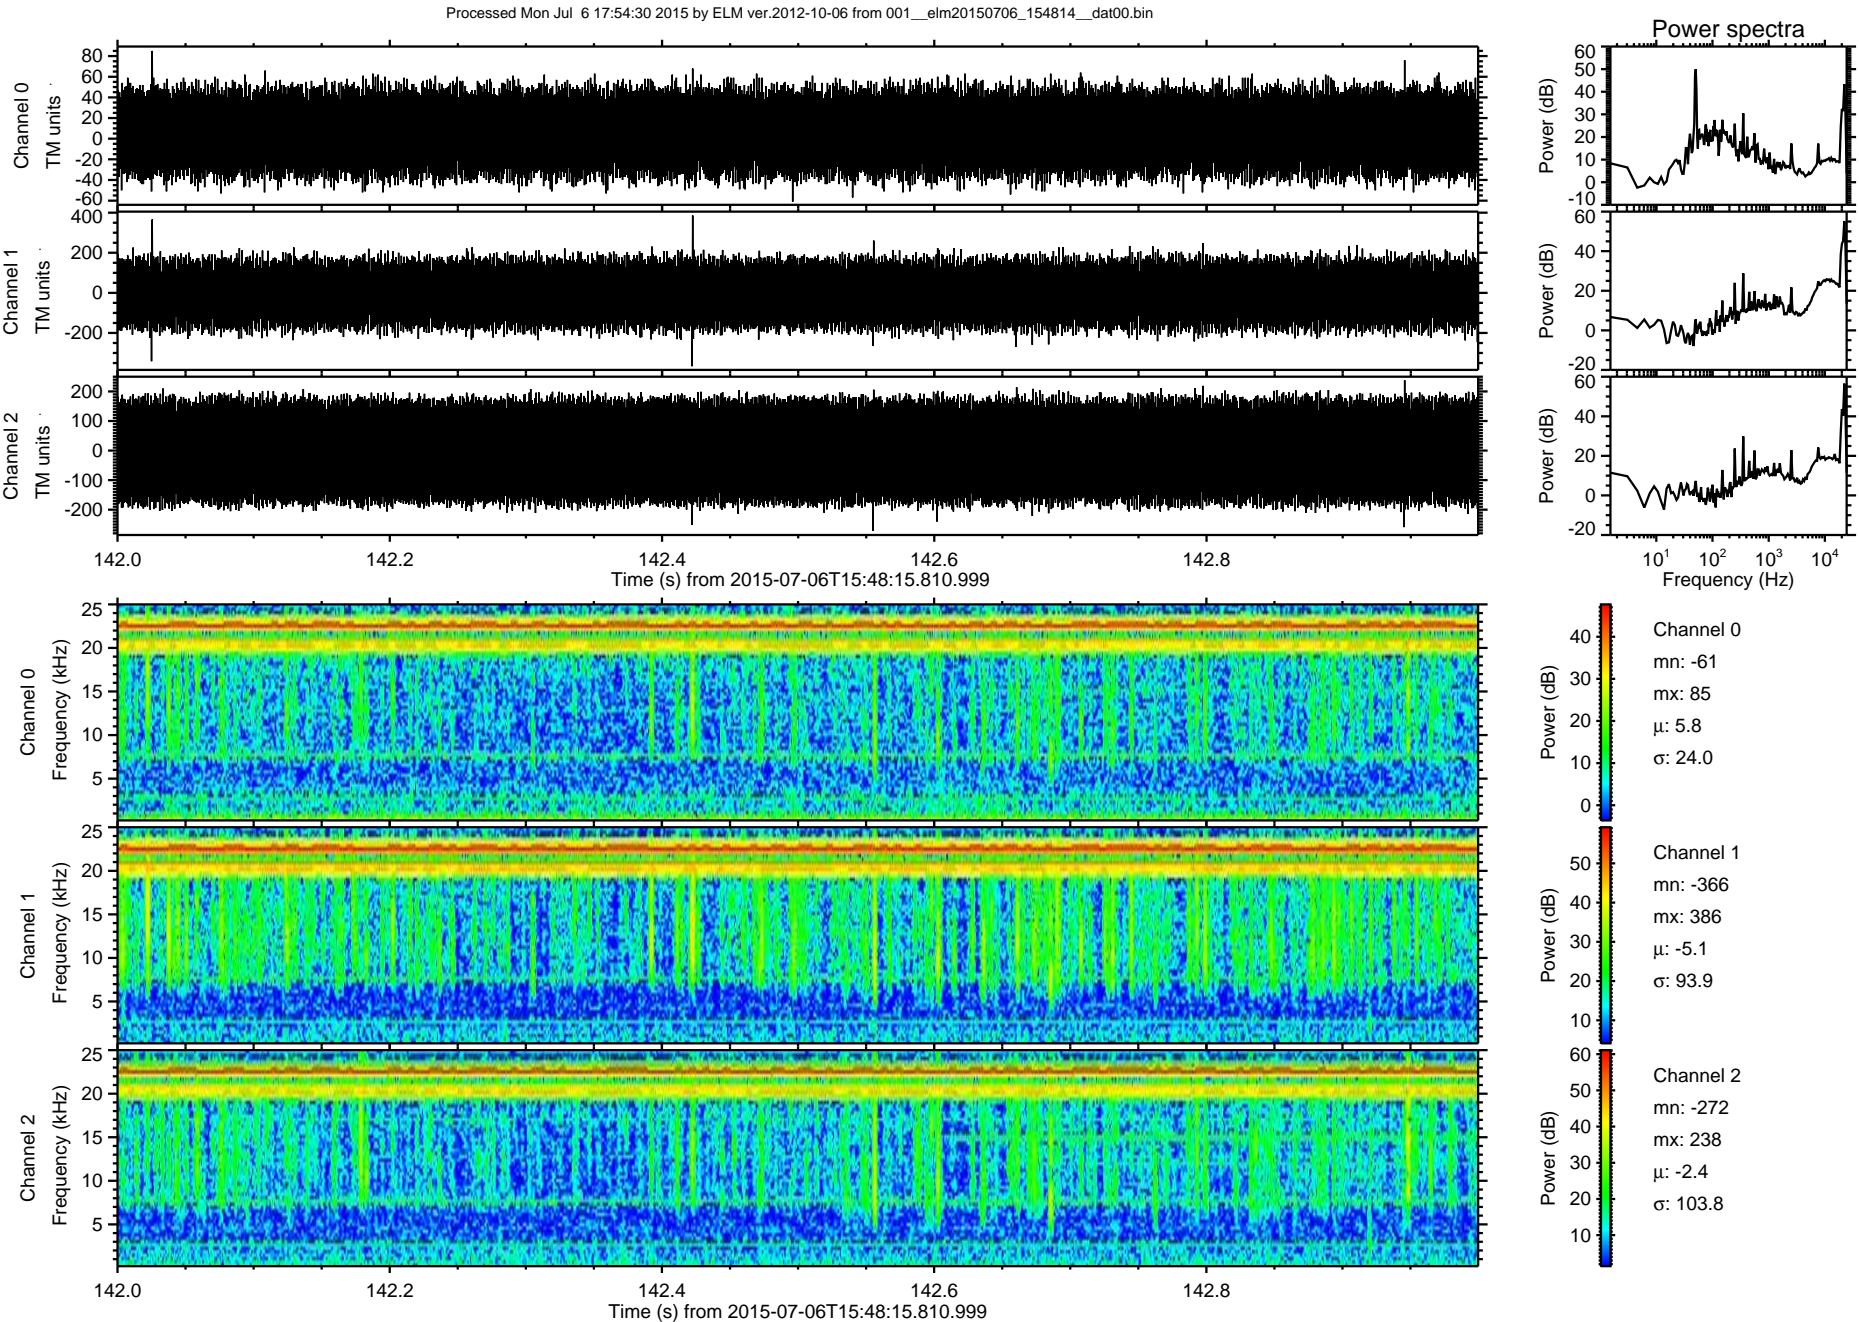 Processed Mon Jul  6 17:54:30 2015 by ELM ver.2012-10-06 from 001__elm20150706_154814__dat00.bin
Power spectra
Channel 0
TM units
80
60
40
20
0
-20
-40
-60
Power (dB)
60
50
40
30
20
10
0
-10
Channel 1
TM units
400
200
0
-200
Power (dB)
60
40
20
0
-20
Channel 2
TM units
200
100
0
-100
-200
Power (dB)
60
40
20
0
-20
142.0 142.2 142.4 142.6 142.8
Time (s) from 2015-07-06T15:48:15.810.999
10^1 10^2 10^3 10^4
Frequency (Hz)
Channel 0
Frequency (kHz)
25
20
15
10
5
Power (dB)
40
30
20
10
0
Channel 0
mn: -61
mx: 85
μ: 5.8
σ: 24.0
Channel 1
Frequency (kHz)
25
20
15
10
5
Power (dB)
50
40
30
20
10
Channel 1
mn: -366
mx: 386
μ: -5.1
σ: 93.9
Channel 2
Frequency (kHz)
25
20
15
10
5
Power (dB)
60
50
40
30
20
10
Channel 2
mn: -272
mx: 238
μ: -2.4
σ: 103.8
142.0 142.2 142.4 142.6 142.8
Time (s) from 2015-07-06T15:48:15.810.999